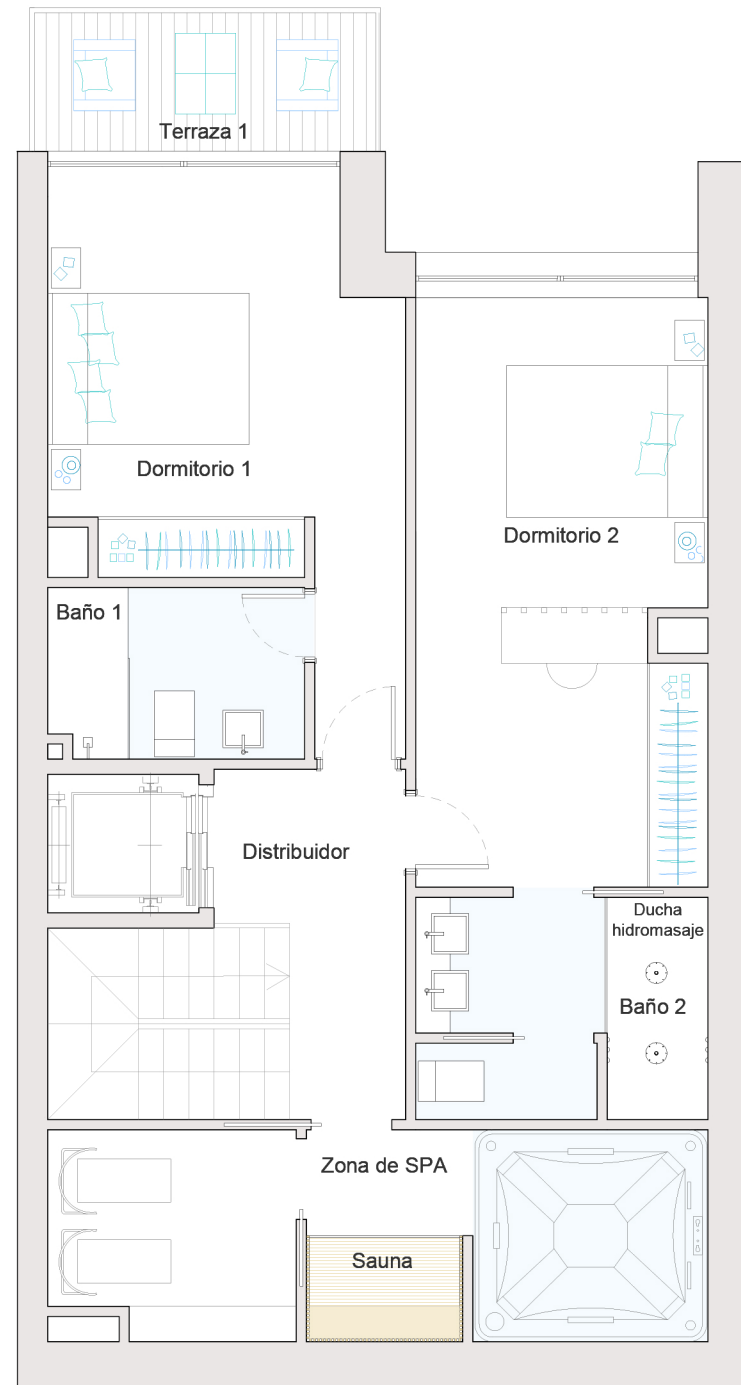 Terraza 1
Dormitorio 1
Dormitorio 2
Baño 1
Distribuidor
Ducha
hidromasaje
Baño 2
Zona de SPA
Sauna